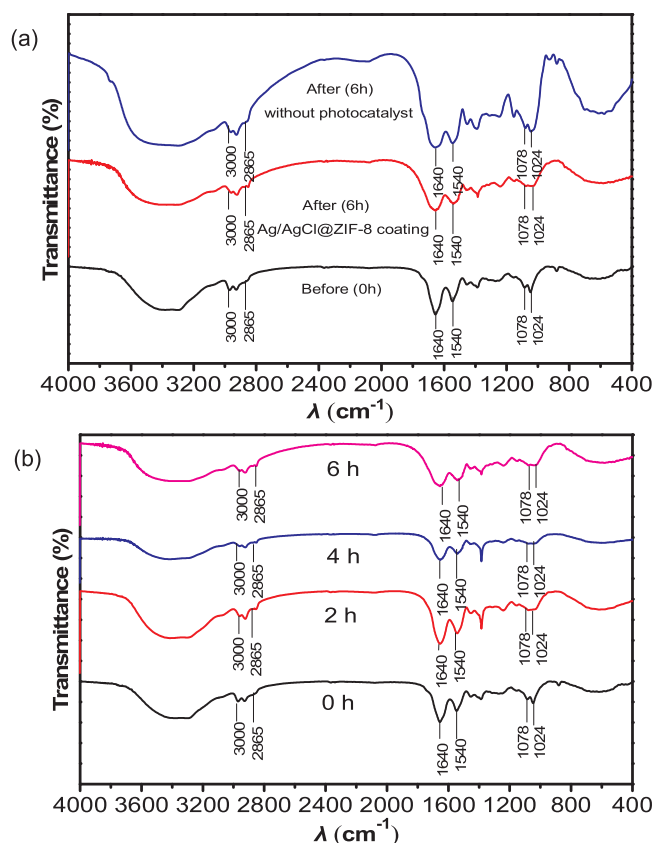 (a)
Transmittance (%)
After (6h)
without photocatalyst
3000
2865
1640
1540
1078
1024
After (6h)
Ag/AgCl@ZIF-8 coating
3000
2865
1640
1540
1078
1024
Before (0h)
3000
2865
1640
1540
1078
1024
4000 3600 3200 2800 2400 2000 1600 1200 800 400
λ (cm⁻¹)
(b)
Transmittance (%)
6 h
3000
2865
1640
1540
1078
1024
4 h
3000
2865
1640
1540
1078
1024
2 h
3000
2865
1640
1540
1078
1024
0 h
3000
2865
1640
1540
1078
1024
4000 3600 3200 2800 2400 2000 1600 1200 800 400
λ (cm⁻¹)